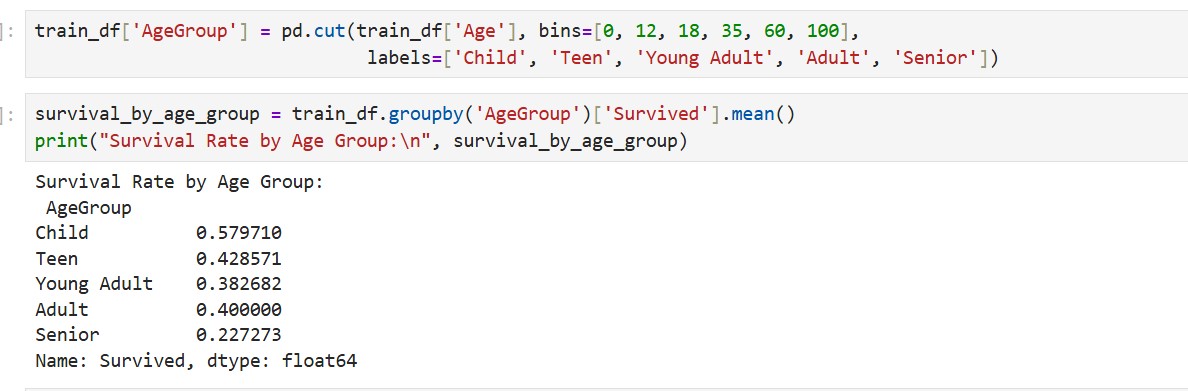 ]: train_df['AgeGroup'] = pd.cut(train_df['Age'], bins=[0, 12, 18, 35, 60, 100],
labels=['Child', 'Teen', 'Young Adult', 'Adult', 'Senior'])
]: survival_by_age_group = train_df.groupby('AgeGroup')['Survived'].mean()
print("Survival Rate by Age Group:\n", survival_by_age_group)
Survival Rate by Age Group:
AgeGroup
Child 0.579710
Teen 0.428571
Young Adult 0.382682
Adult 0.400000
Senior 0.227273
Name: Survived, dtype: float64